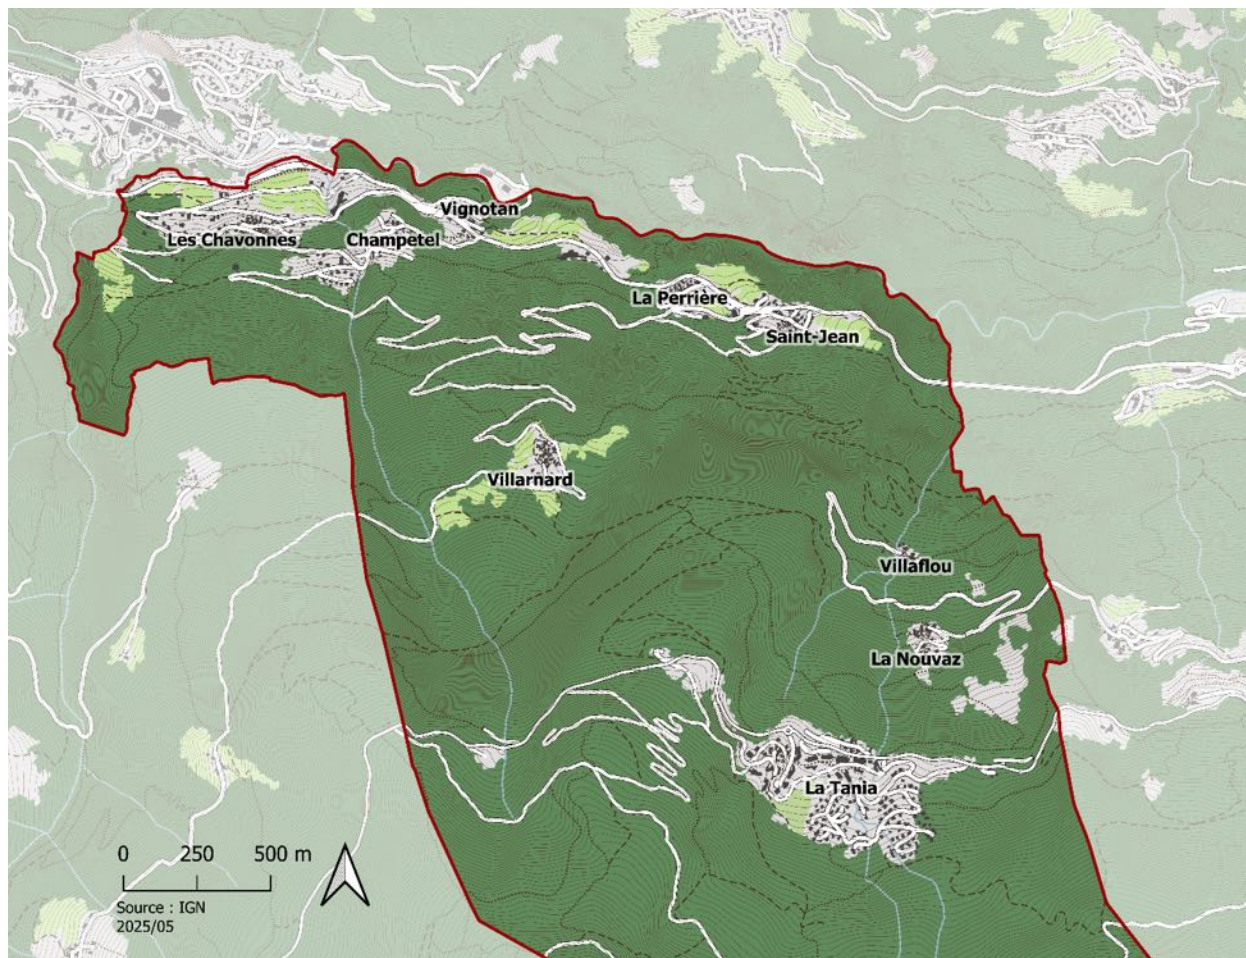 Vignotan
Les Chavonnes
Champetel
La Perrière
Saint-Jean
Villarnard
Villaflou
La Nouvaz
La Tania
0 250 500 m
Source : IGN
2025/05